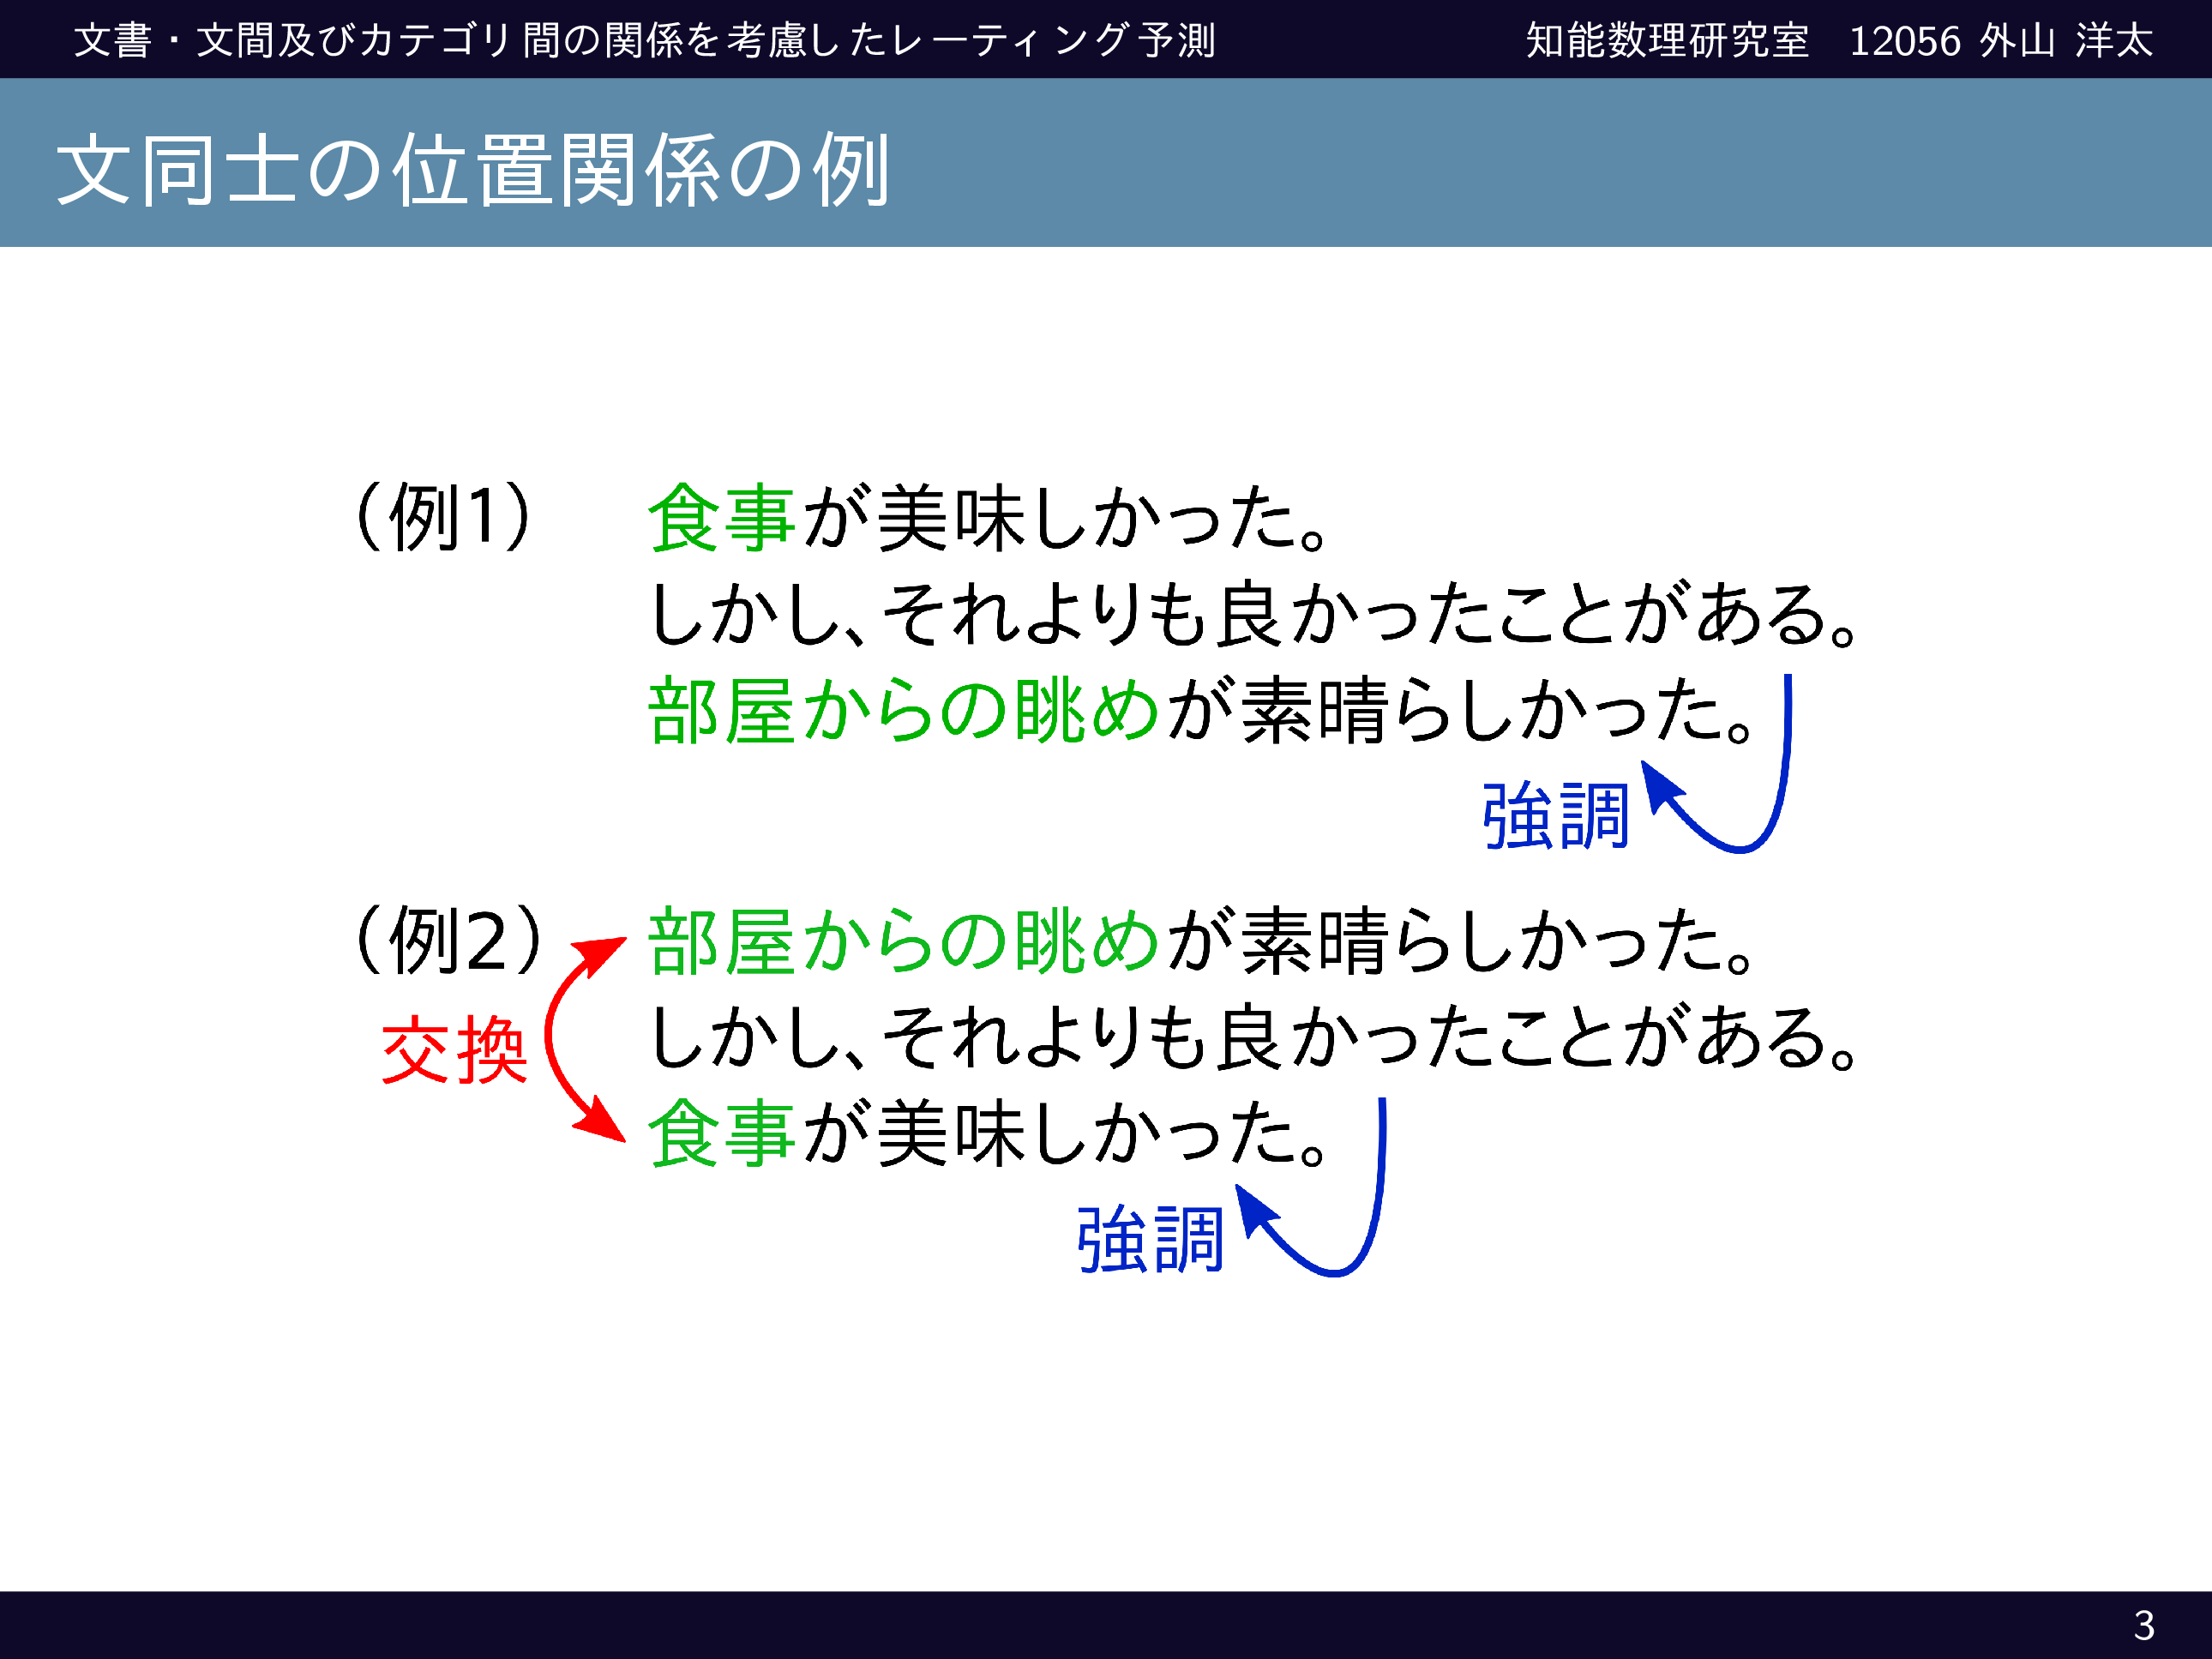 文書・文間及びカテゴリ間の関係を考慮したレーティング予測
知能数理研究室 12056 外山 洋太
文同士の位置関係の例
（例1） 食事が美味しかった。
しかし、それよりも良かったことがある。
部屋からの眺めが素晴らしかった。
強調
（例2） 部屋からの眺めが素晴らしかった。
しかし、それよりも良かったことがある。
交換
食事が美味しかった。
強調
3